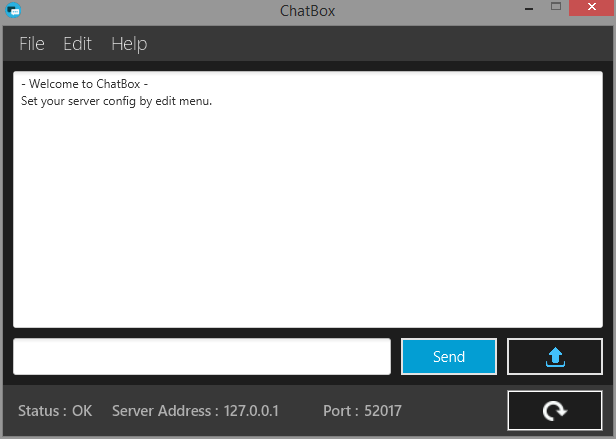 ChatBox
File Edit Help
- Welcome to ChatBox -
Set your server config by edit menu.
Send
Status : OK Server Address : 127.0.0.1 Port : 52017